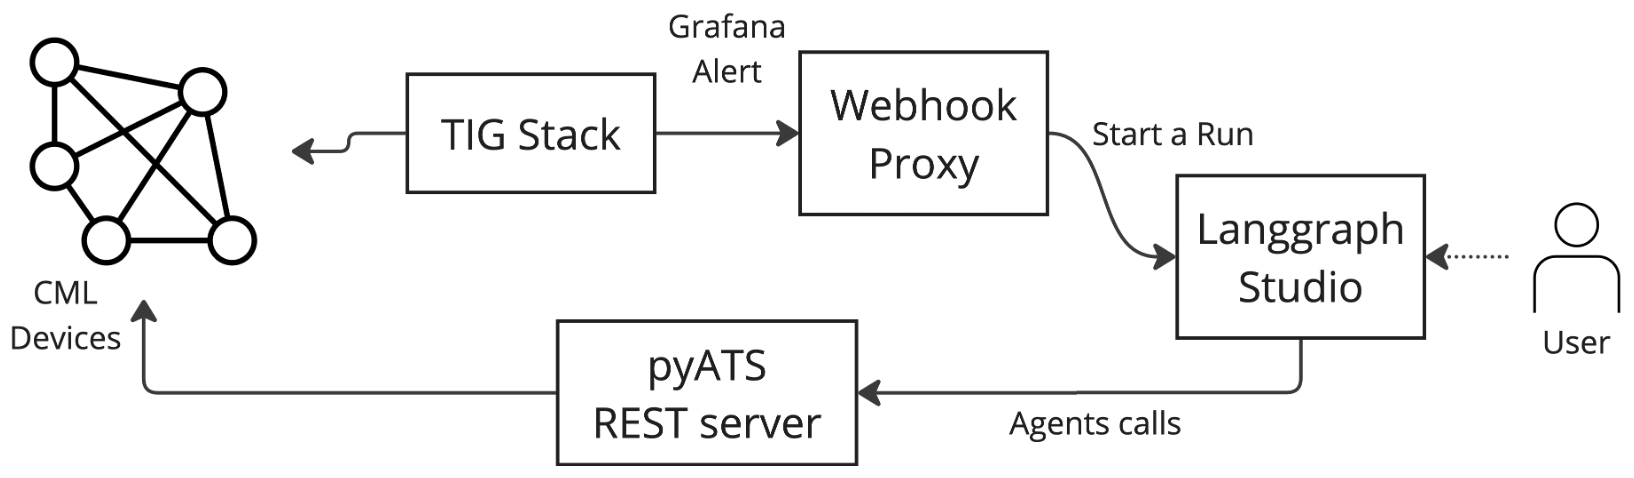 Grafana
Alert
TIG Stack
Webhook
Proxy
Start a Run
Langgraph
Studio
User
CML
Devices
pyATS
REST server
Agents calls